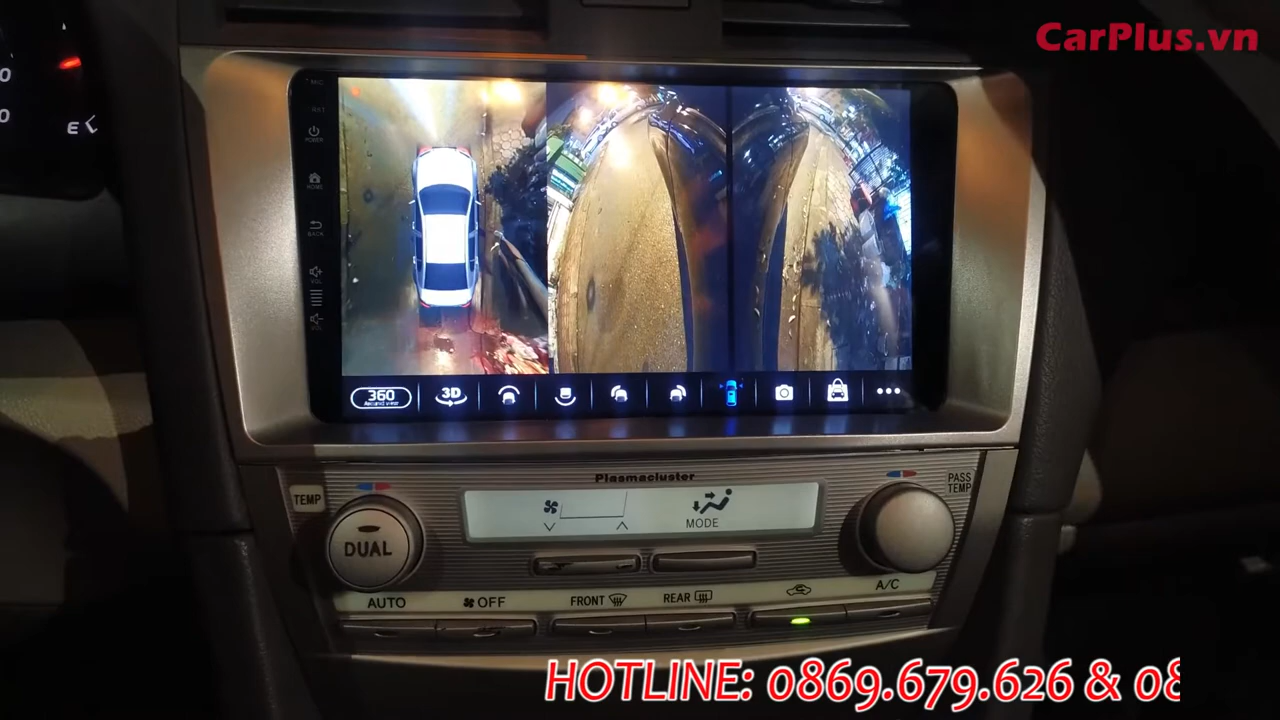 CarPlus.vn
E
POWER
HOME
BACK
VOL
360
3D
Plasmacluster
TEMP
PASS
TEMP
MODE
DUAL
AUTO
OFF
FRONT
REAR
A/C
HOTLINE: 0869.679.626 & 08